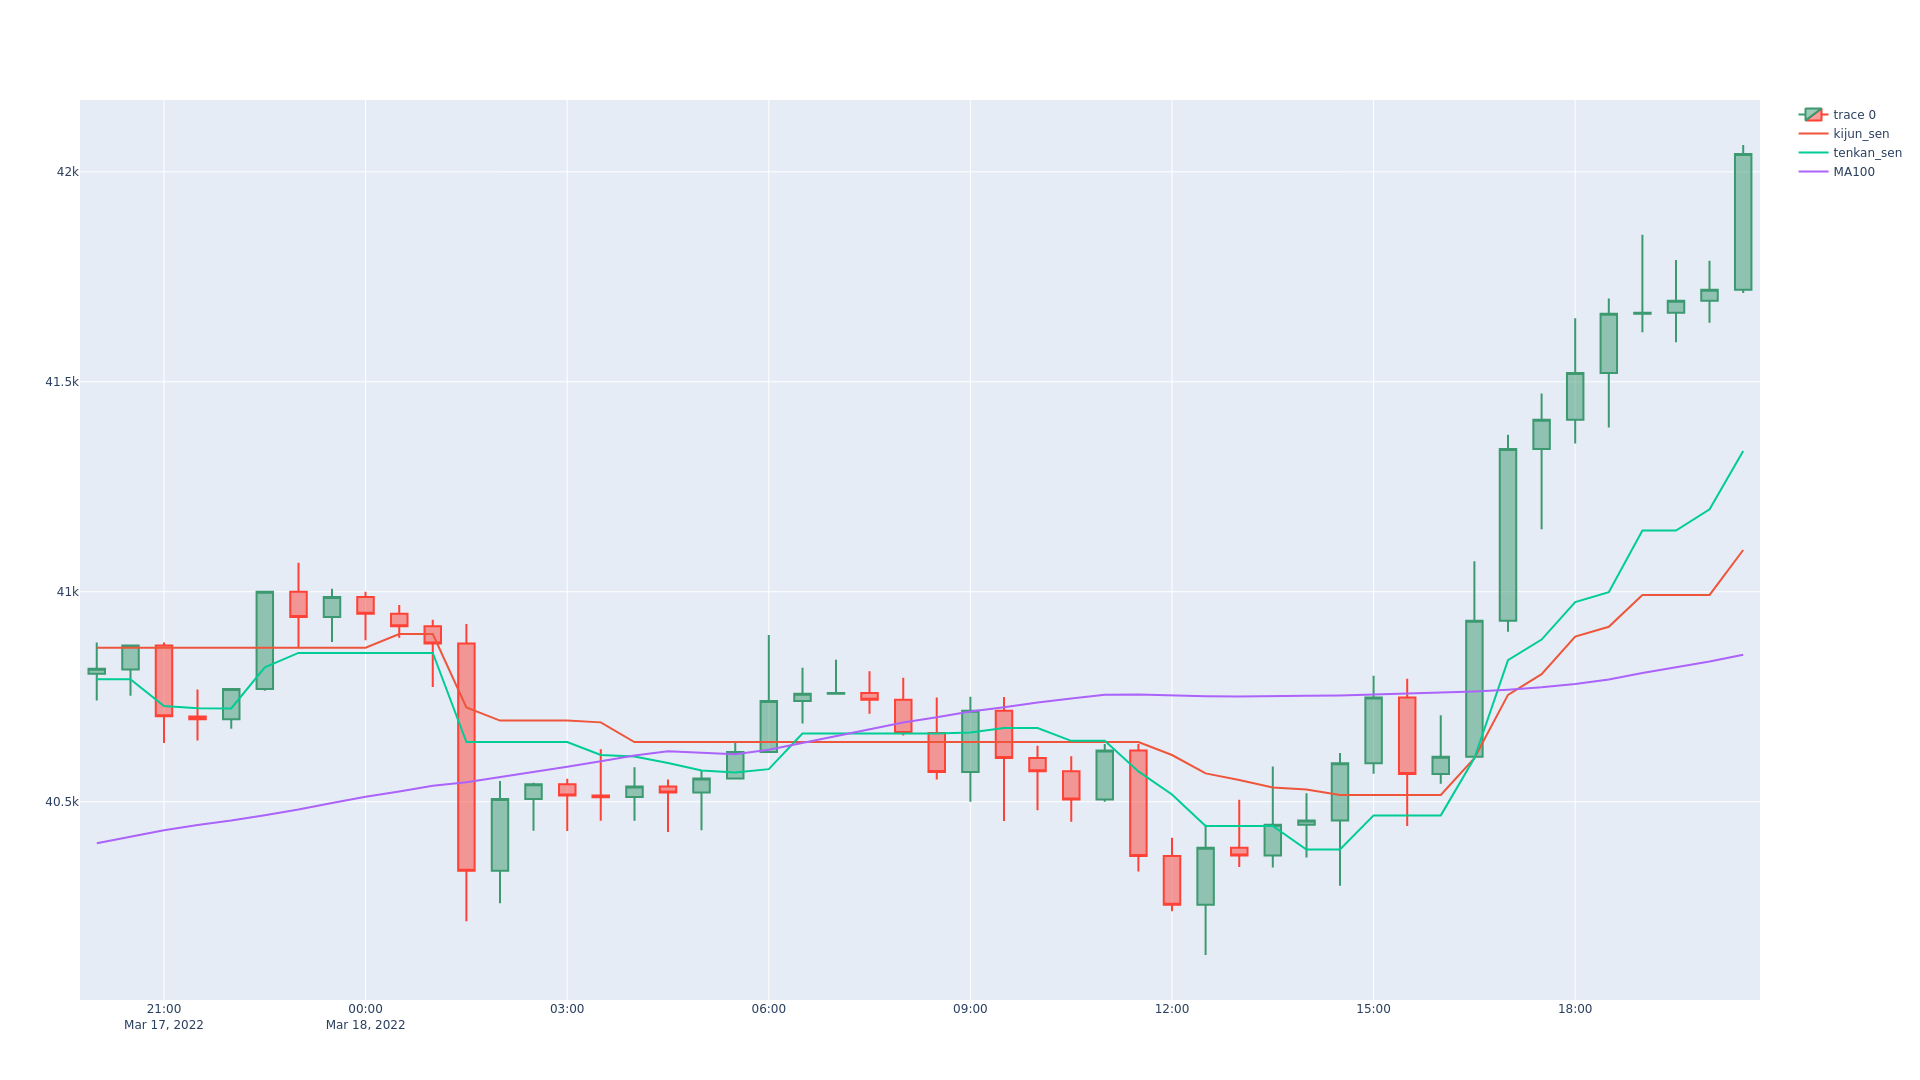 trace 0
kijun_sen
tenkan_sen
MA100
42k
41.5k
41k
40.5k
21:00 00:00 03:00 06:00 09:00 12:00 15:00 18:00
Mar 17, 2022 Mar 18, 2022